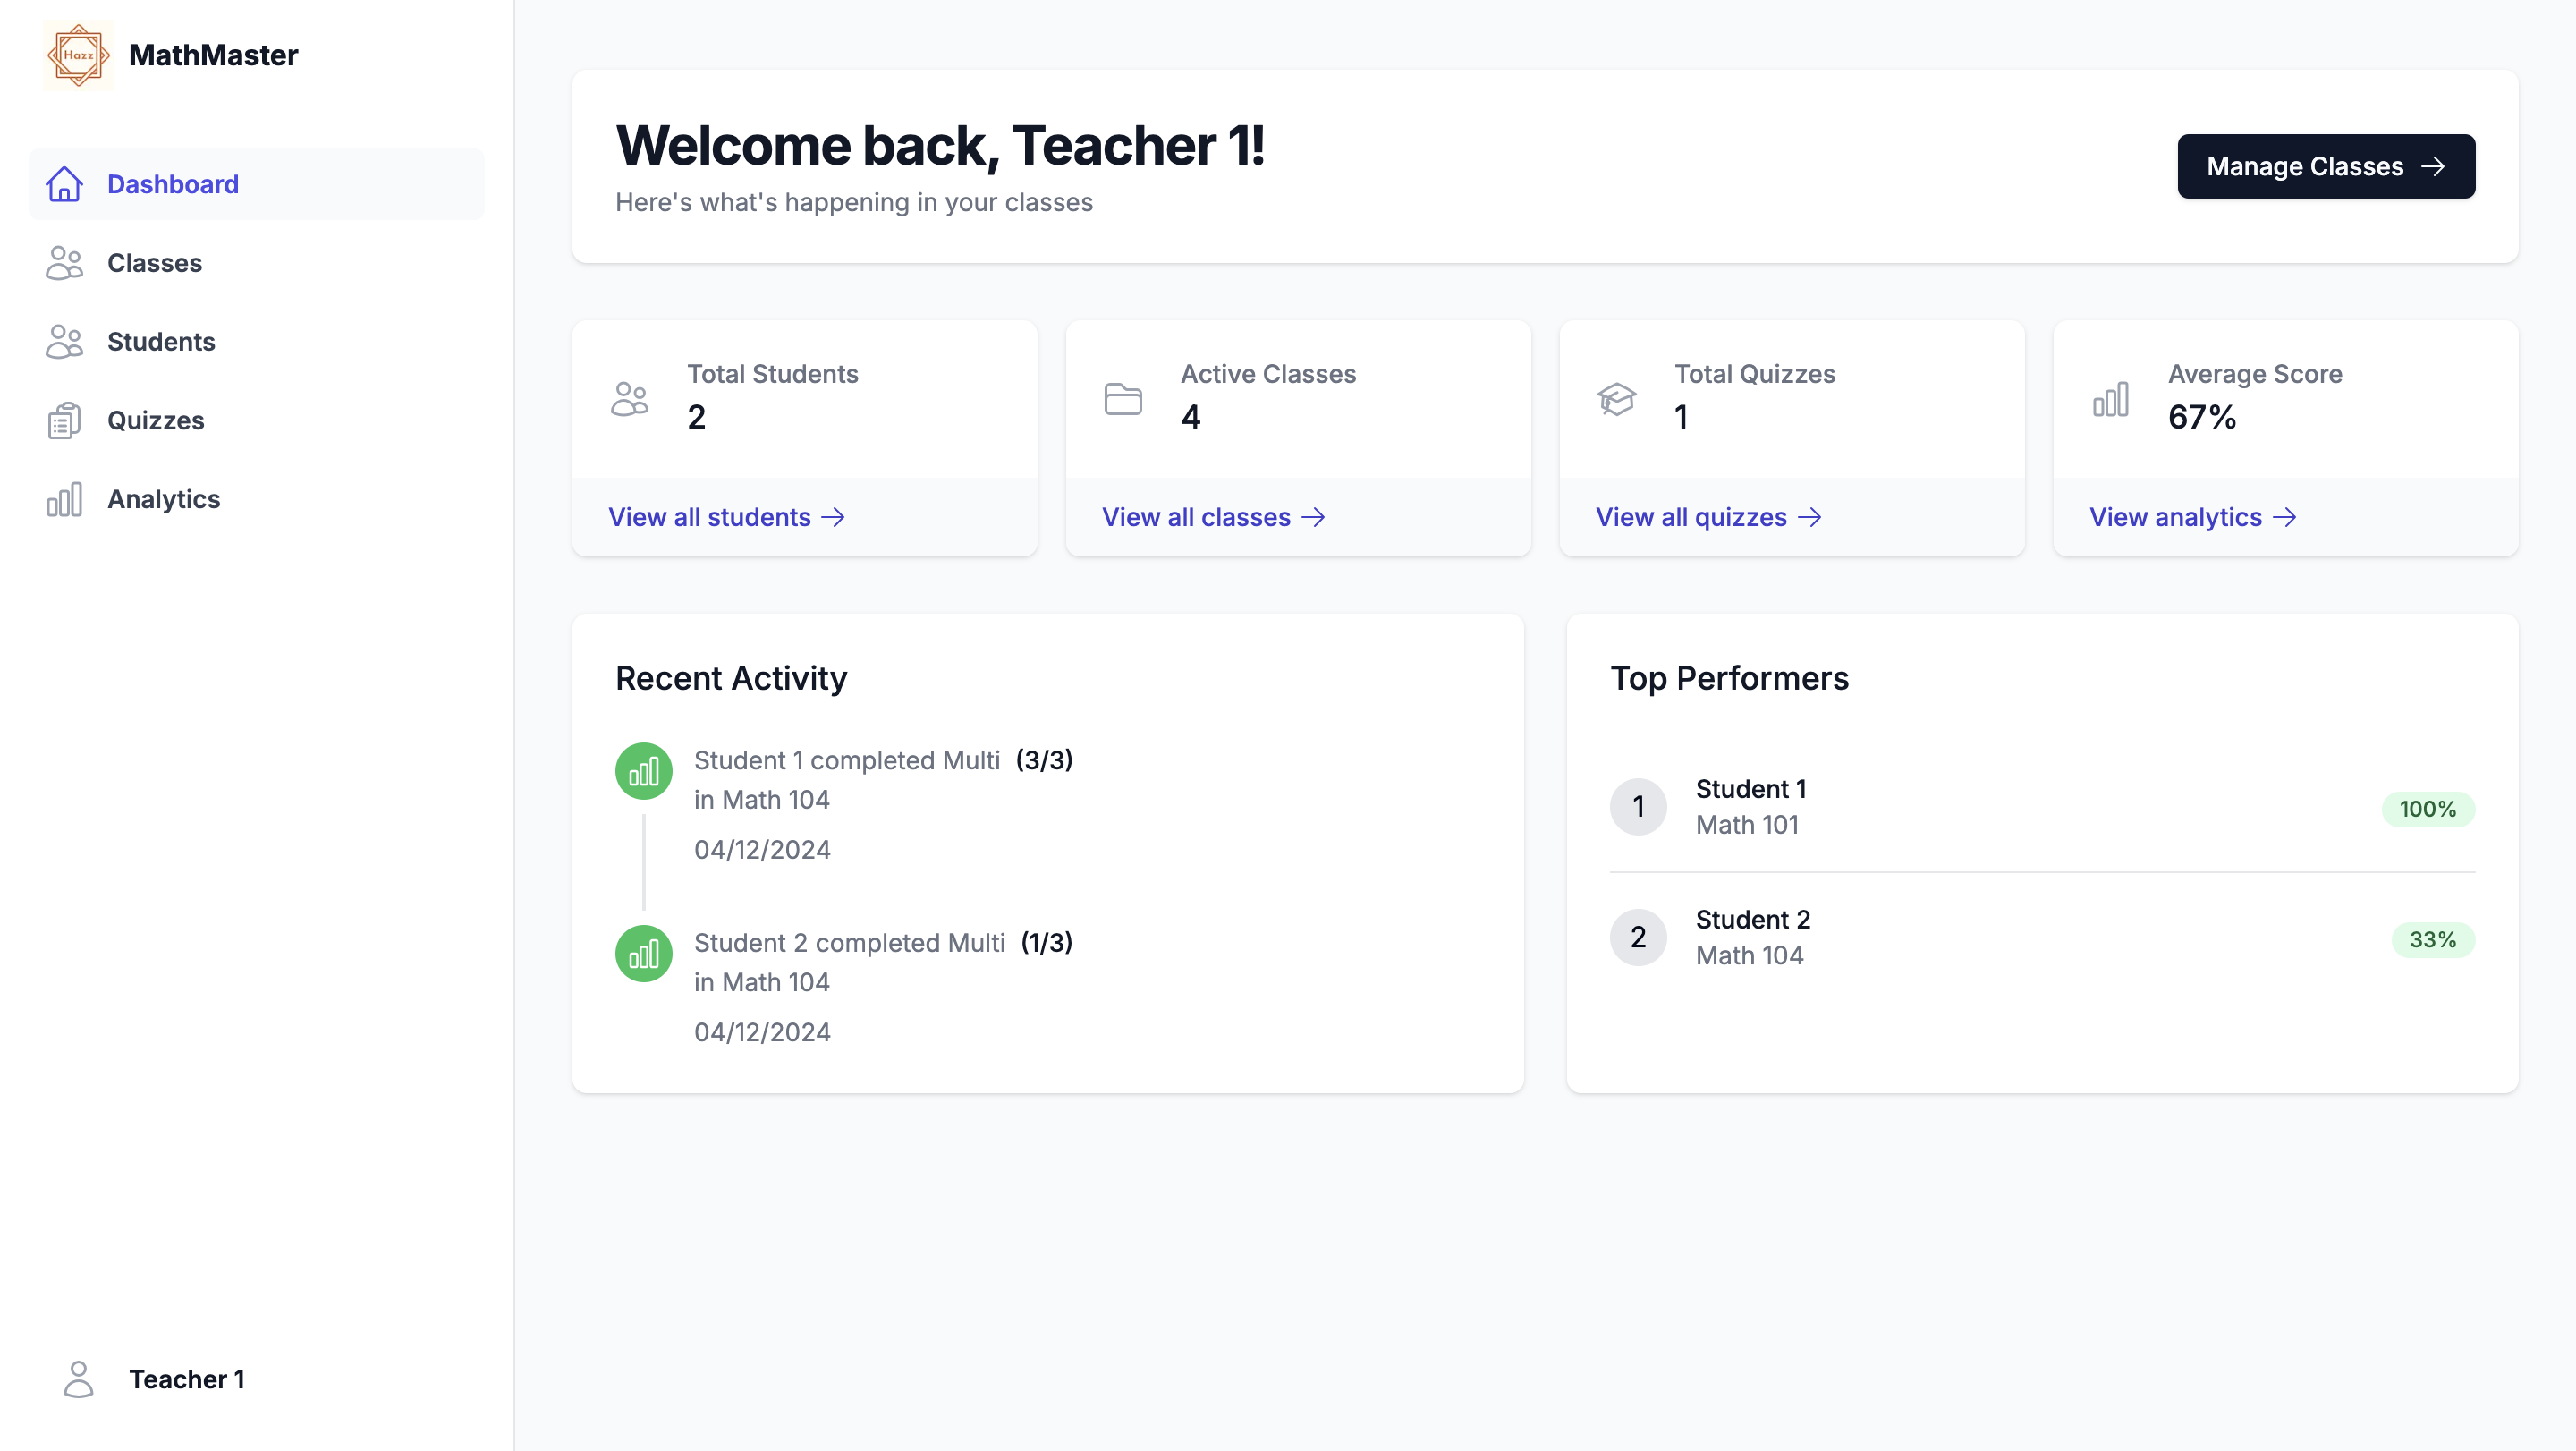 Hazz
MathMaster
Dashboard
Classes
Students
Quizzes
Analytics
Teacher 1
Welcome back, Teacher 1!
Here's what's happening in your classes
Manage Classes →
Total Students
2
View all students →
Active Classes
4
View all classes →
Total Quizzes
1
View all quizzes →
Average Score
67%
View analytics →
Recent Activity
Student 1 completed Multi (3/3)
in Math 104
04/12/2024
Student 2 completed Multi (1/3)
in Math 104
04/12/2024
Top Performers
1
Student 1
Math 101
100%
2
Student 2
Math 104
33%